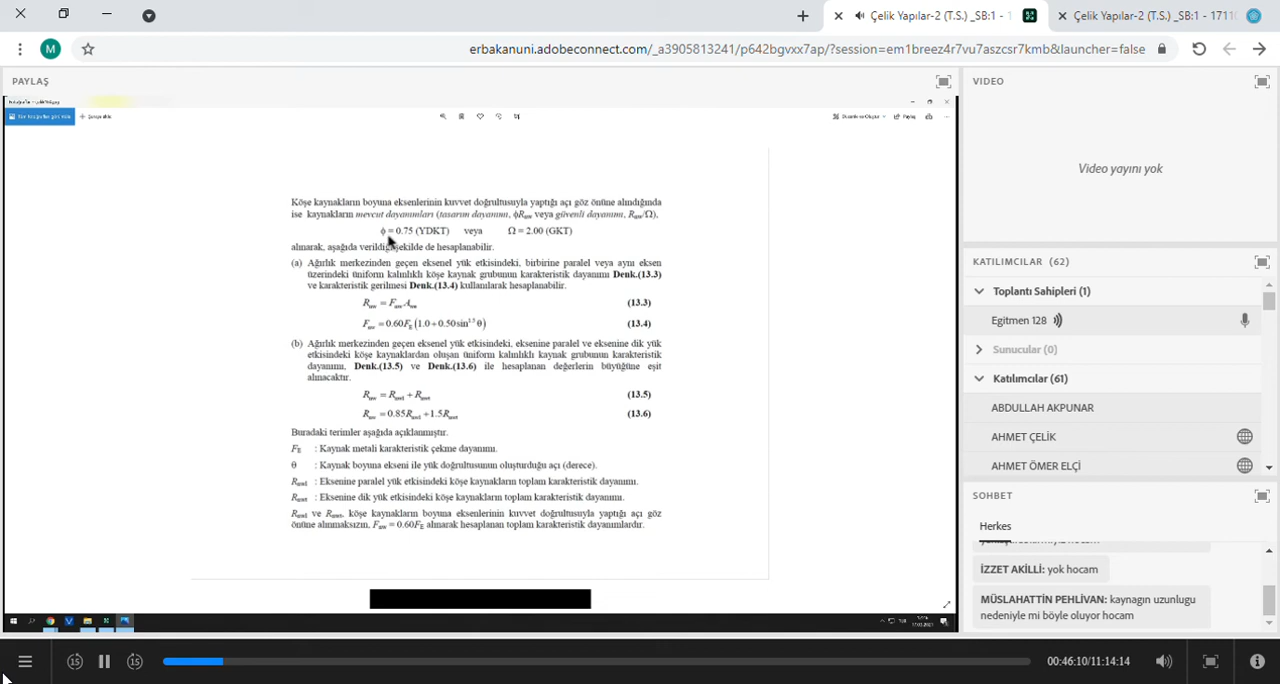 Çelik Yapılar-2 (T.S.) _SB:1 - 1
Çelik Yapılar-2 (T.S.) _SB:1 - 1711
M
erbakanuni.adobeconnect.com/_a3905813241/p642bgvxx7ap/?session=em1breez4r7vu7aszcsr7kmb&launcher=false
PAYLAŞ
Köşe kaynakların boyuna eksenlerinin kuvvet doğrultusuyla yaptığı açı göz önüne alındığında
ise kaynakların mevcut dayanımları (tasarım dayanımı, ϕRnw veya güvenli dayanımı, Rnw/Ω),
ϕ = 0.75 (YDKT) veya Ω = 2.00 (GKT)
alınarak, aşağıda verildiği şekilde de hesaplanabilir.
(a) Ağırlık merkezinden geçen eksenel yük etkisindeki, birbirine paralel veya aynı eksen
üzerindeki üniform kalınlıklı köşe kaynak grubunun karakteristik dayanımı Denk.(13.3)
ve karakteristik gerilmesi Denk.(13.4) kullanılarak hesaplanabilir.
Rnw = Fnw Awe (13.3)
Fnw = 0.60FE (1.0 + 0.50sin1.5 θ) (13.4)
(b) Ağırlık merkezinden geçen eksenel yük etkisindeki, eksenine paralel ve eksenine dik yük
etkisindeki köşe kaynaklardan oluşan üniform kalınlıklı kaynak grubunun karakteristik
dayanımı, Denk.(13.5) ve Denk.(13.6) ile hesaplanan değerlerin büyüğüne eşit
alınacaktır.
Rnw = Rnwl + Rnwt (13.5)
Rnw = 0.85Rnwl + 1.5Rnwt (13.6)
Buradaki terimler aşağıda açıklanmıştır.
FE : Kaynak metali karakteristik çekme dayanımı.
θ : Kaynak boyuna ekseni ile yük doğrultusunun oluşturduğu açı (derece).
Rnwl : Eksenine paralel yük etkisindeki köşe kaynakların toplam karakteristik dayanımı.
Rnwt : Eksenine dik yük etkisindeki köşe kaynakların toplam karakteristik dayanımı.
Rnwl ve Rnwt, köşe kaynakların boyuna eksenlerinin kuvvet doğrultusuyla yaptığı açı göz
önüne alınmaksızın, Fnw = 0.60FE alınarak hesaplanan toplam karakteristik dayanımlardır.
VIDEO
Video yayını yok
KATILIMCILAR (62)
Toplantı Sahipleri (1)
Egitmen 128
Sunucular (0)
Katılımcılar (61)
ABDULLAH AKPUNAR
AHMET ÇELİK
AHMET ÖMER ELÇİ
SOHBET
Herkes
İZZET AKİLLİ: yok hocam
MÜSLAHATTİN PEHLİVAN: kaynagın uzunlugu
nedeniyle mi böyle oluyor hocam
15
15
00:46:10/11:14:14